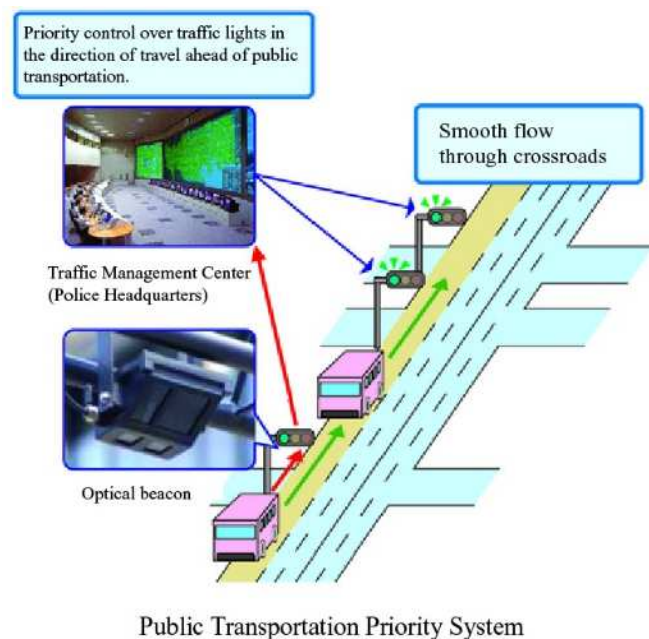 Priority control over traffic lights in
the direction of travel ahead of public
transportation.
Smooth flow
through crossroads
Traffic Management Center
(Police Headquarters)
Optical beacon
Public Transportation Priority System